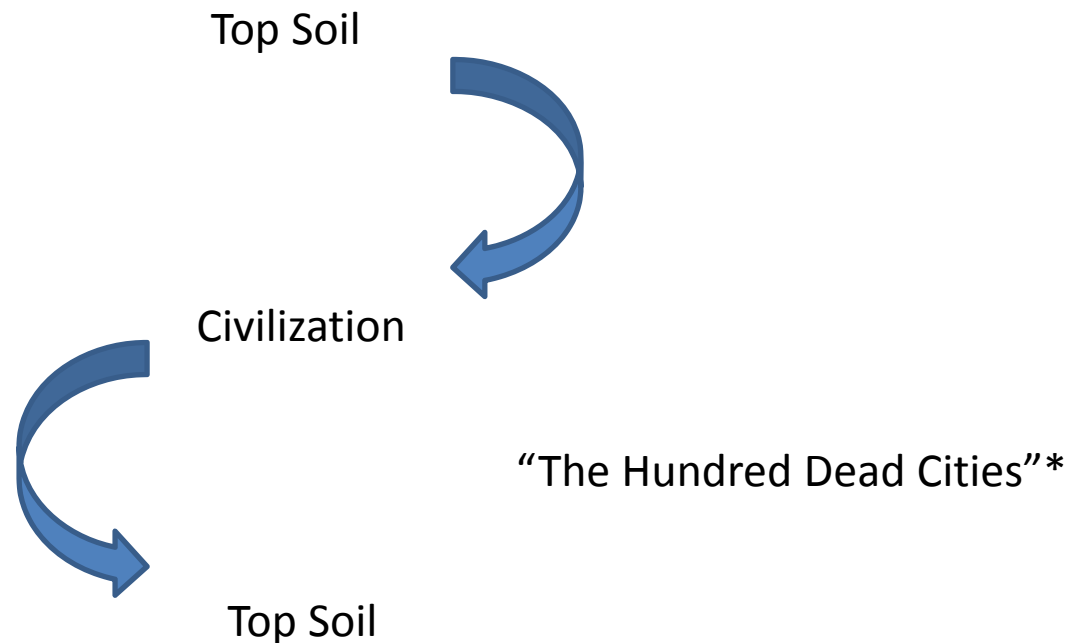 Top Soil
Civilization
“The Hundred Dead Cities”*
Top Soil